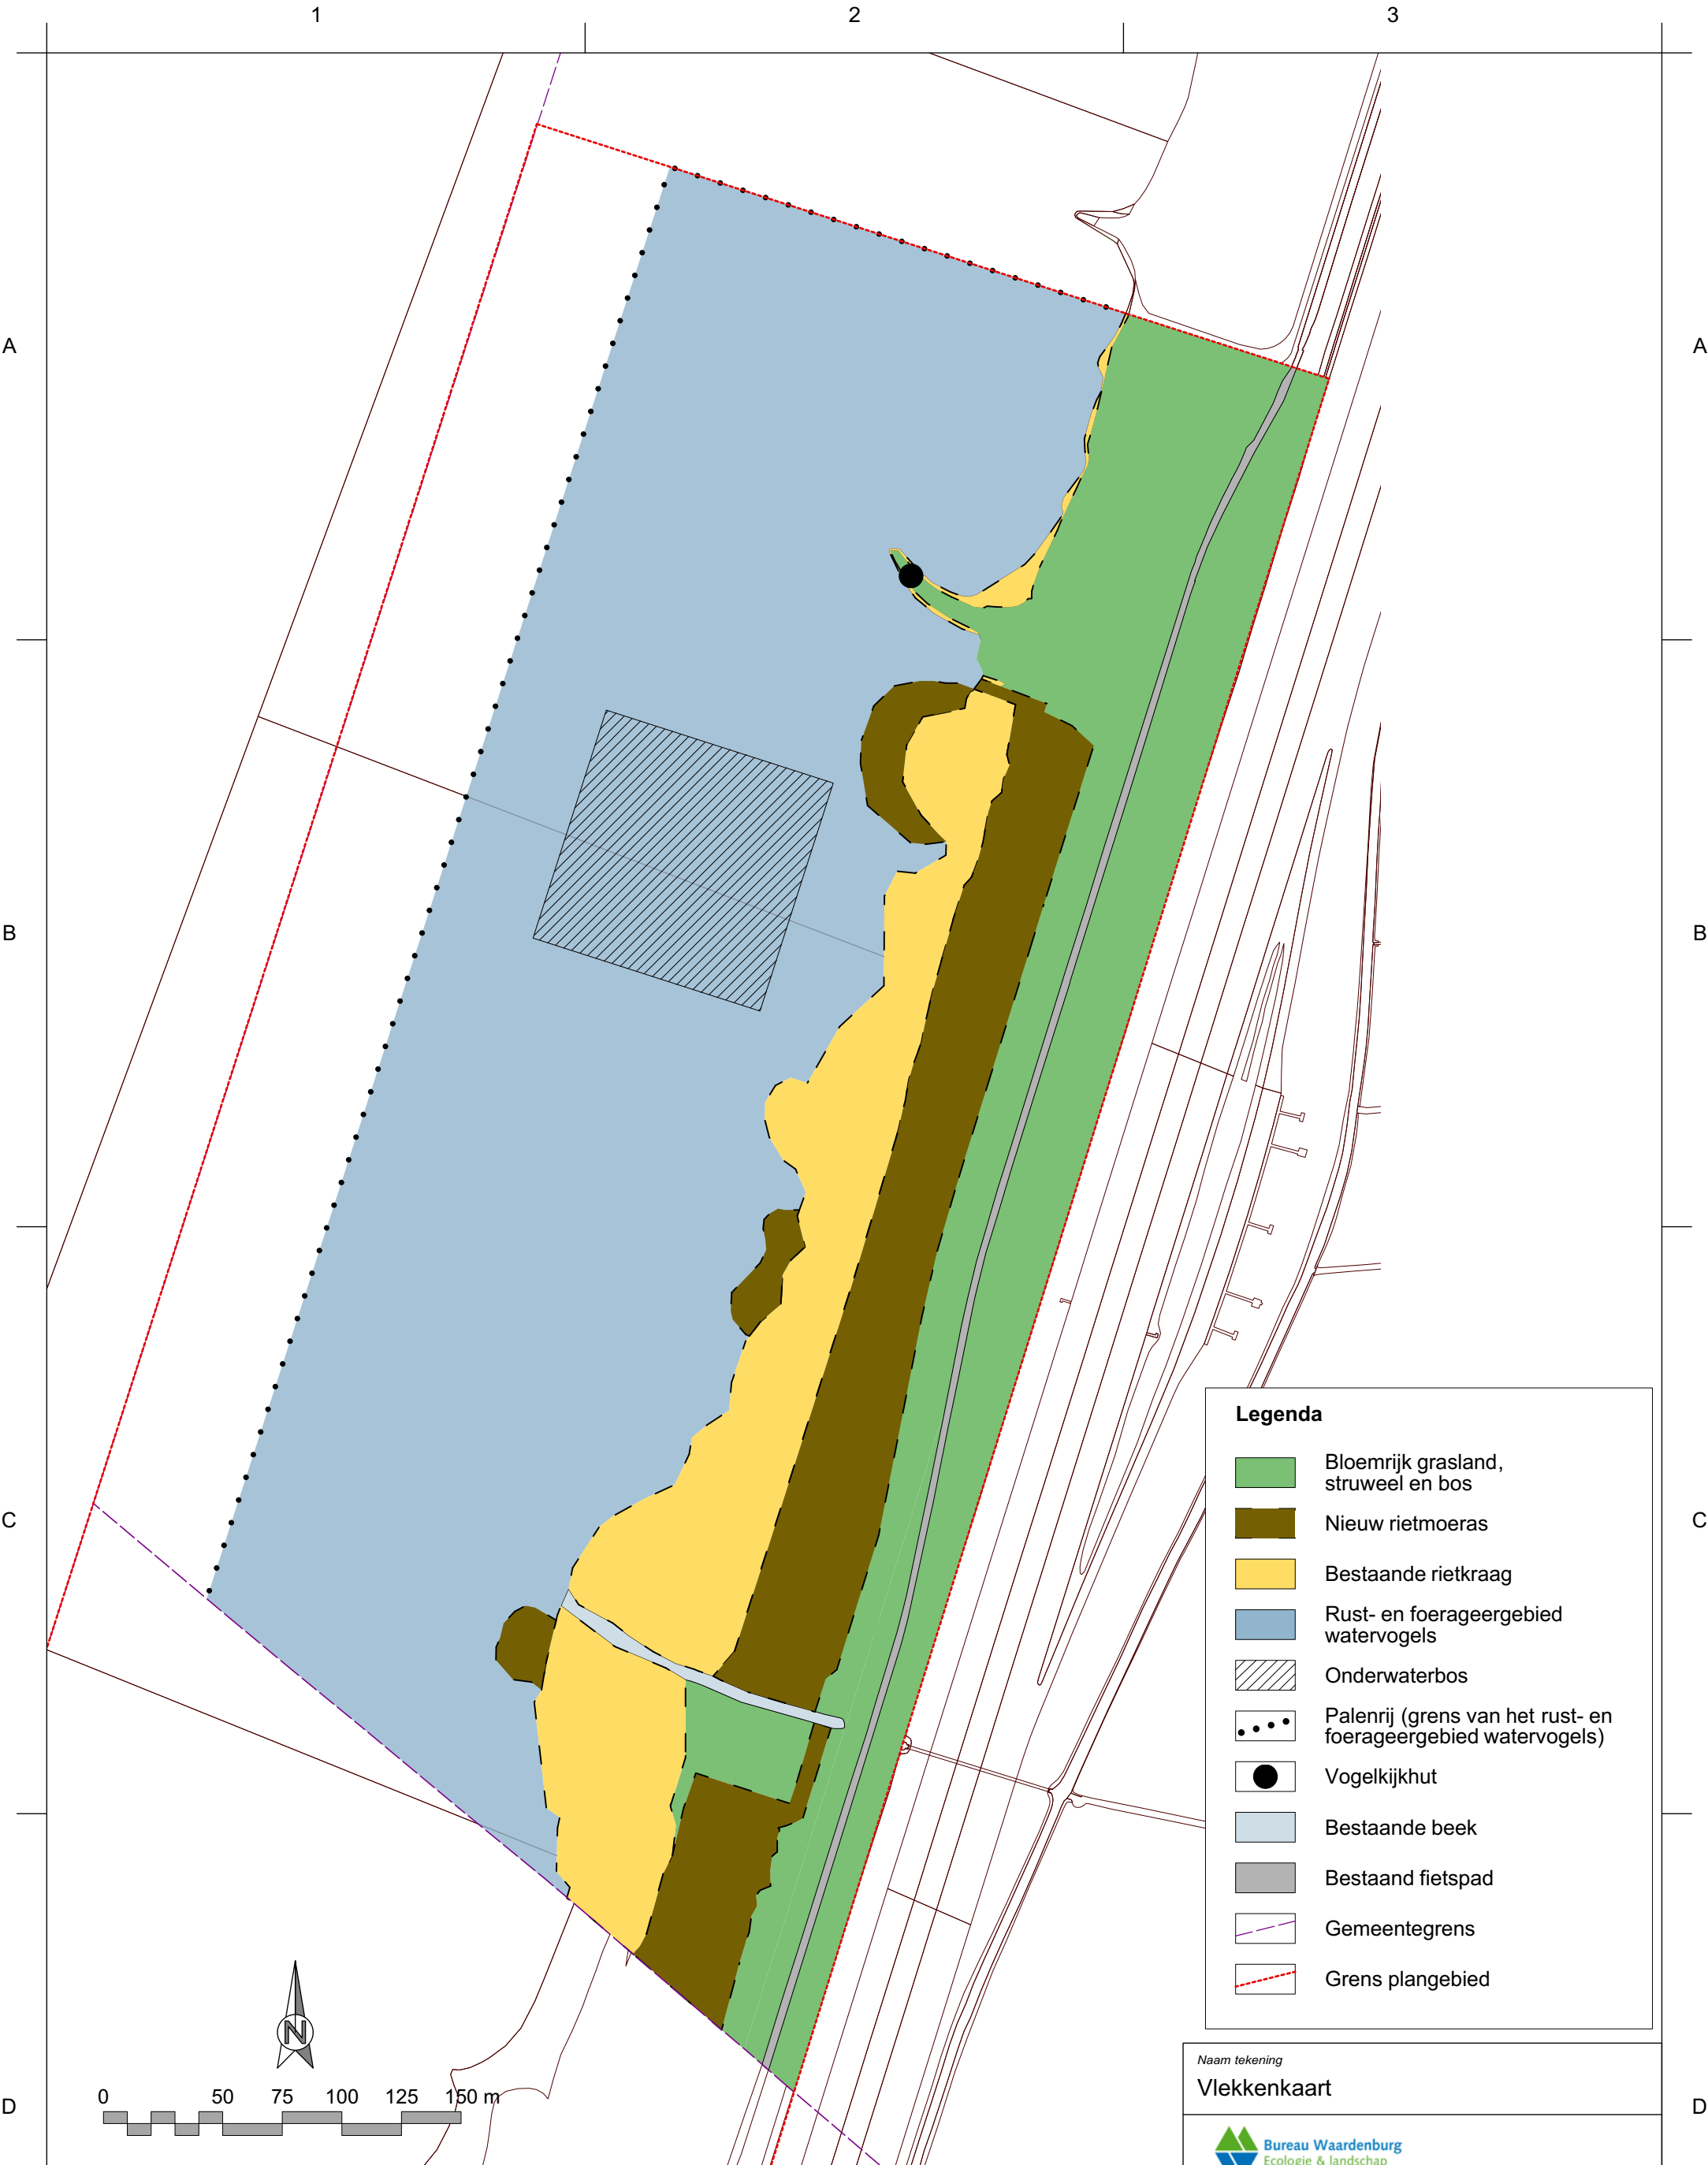 1 2 3
A A
B B
C C
D D
Legenda
Bloemrijk grasland,
struweel en bos
Nieuw rietmoeras
Bestaande rietkraag
Rust- en foerageergebied
watervogels
Onderwaterbos
Palenrij (grens van het rust- en
foerageergebied watervogels)
Vogelkijkhut
Bestaande beek
Bestaand fietspad
Gemeentegrens
Grens plangebied
N
0 50 75 100 125 150 m
Naam tekening
Vlekkenkaart
Bureau Waardenburg
Ecologie & landschap